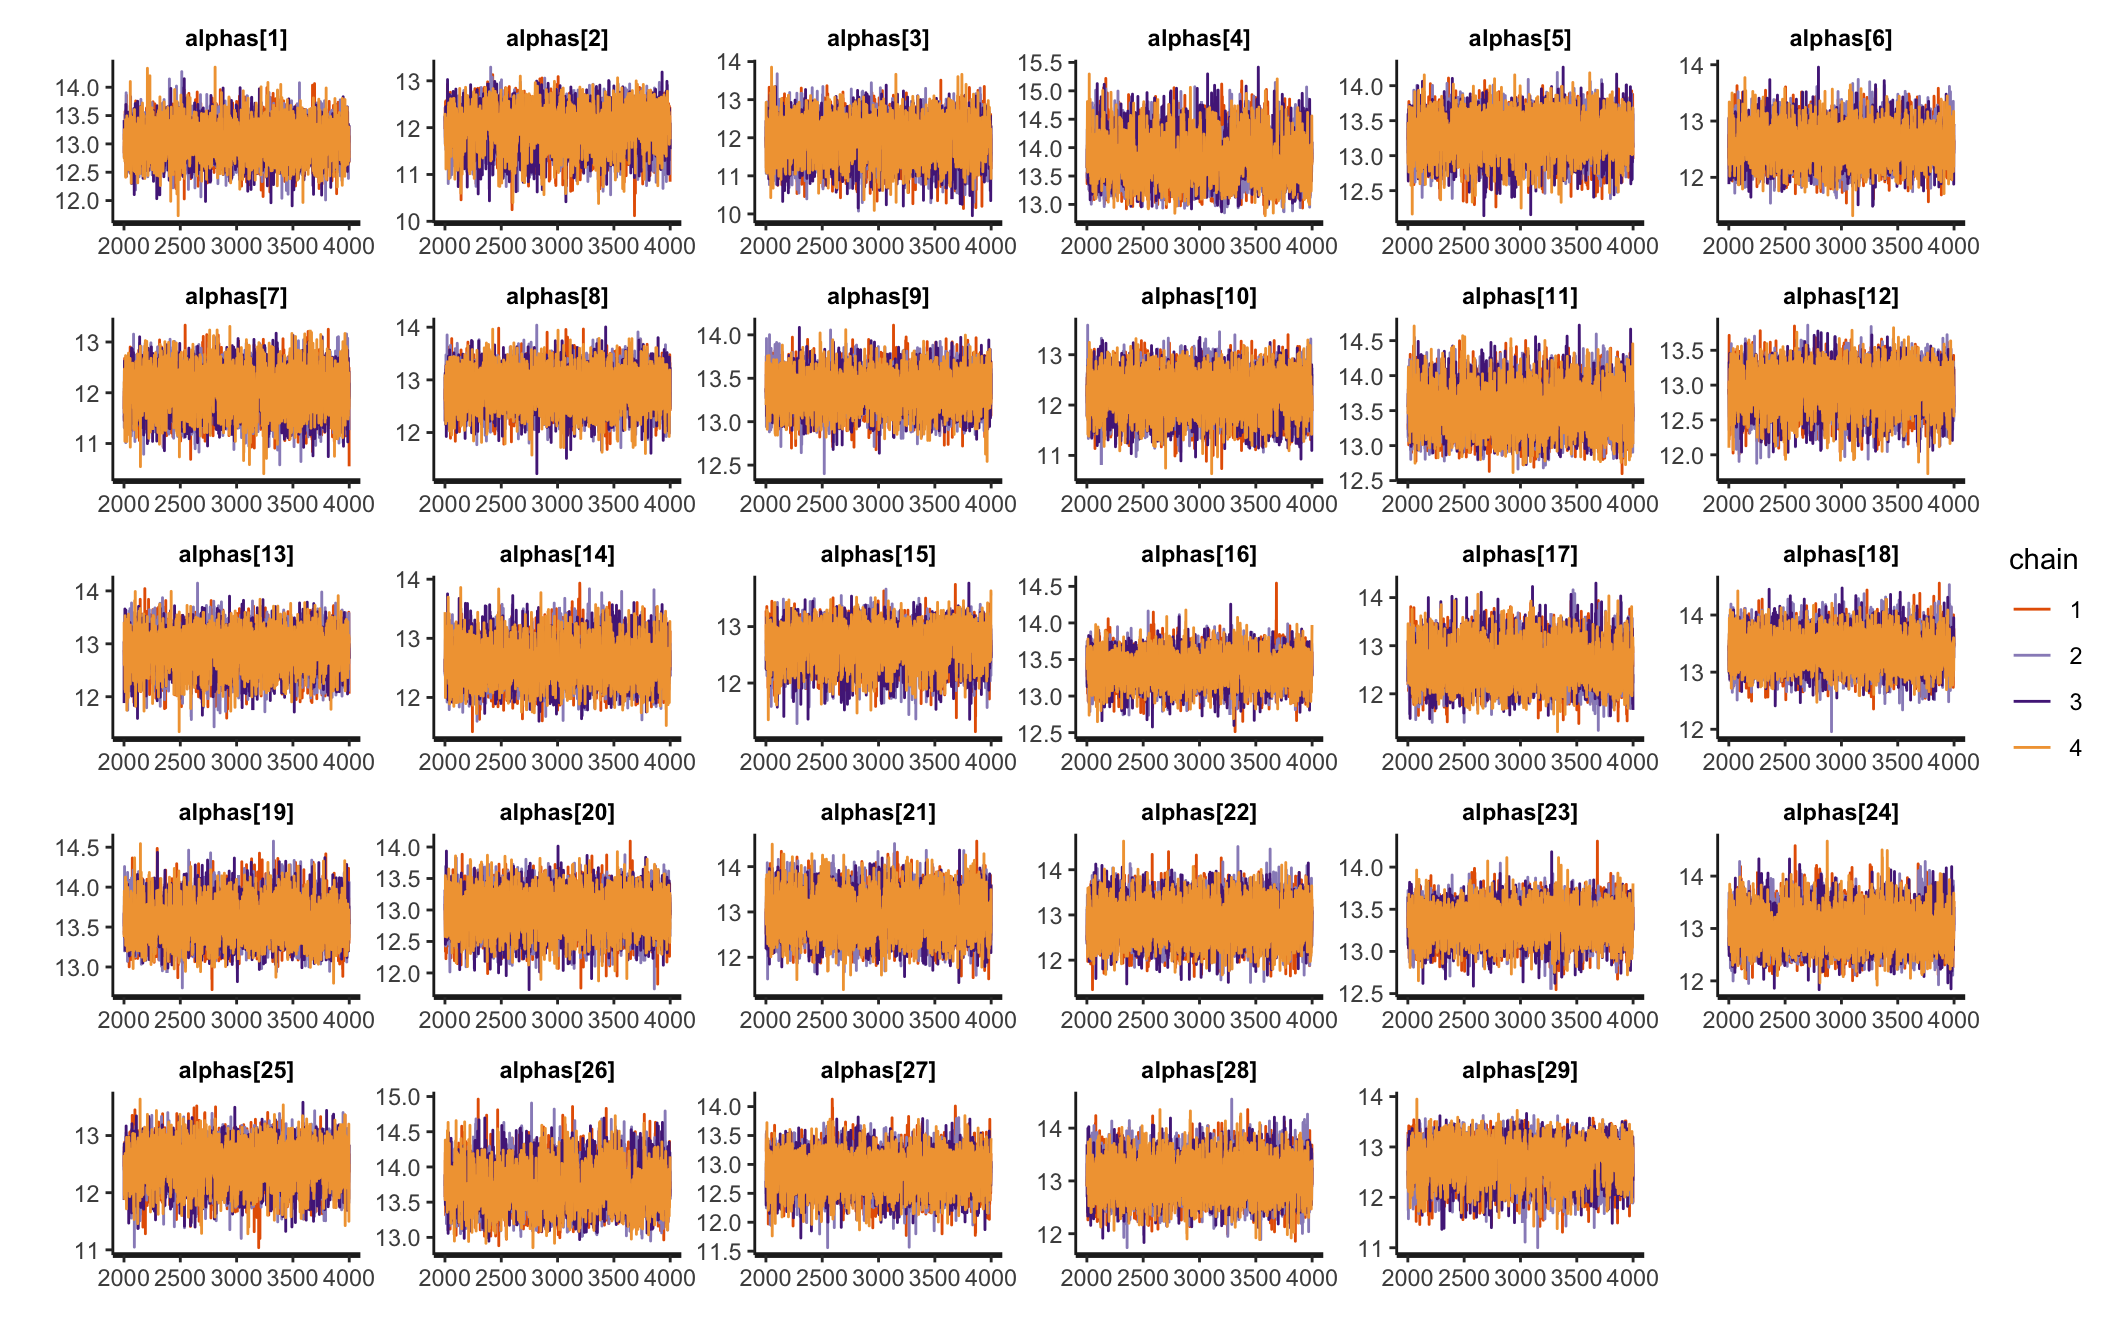 alphas[1] alphas[2] alphas[3] alphas[4] alphas[5] alphas[6]
14.0 13.5 13.0 12.5 12.0
13 12 11 10
14 13 12 11 10
15.5 15.0 14.5 14.0 13.5 13.0
14.0 13.5 13.0 12.5
14 13 12
2000 2500 3000 3500 4000 2000 2500 3000 3500 4000 2000 2500 3000 3500 4000 2000 2500 3000 3500 4000 2000 2500 3000 3500 4000 2000 2500 3000 3500 4000
alphas[7] alphas[8] alphas[9] alphas[10] alphas[11] alphas[12]
13 12 11
14 13 12
14.0 13.5 13.0 12.5
13 12 11
14.5 14.0 13.5 13.0 12.5
13.5 13.0 12.5 12.0
2000 2500 3000 3500 4000 2000 2500 3000 3500 4000 2000 2500 3000 3500 4000 2000 2500 3000 3500 4000 2000 2500 3000 3500 4000 2000 2500 3000 3500 4000
alphas[13] alphas[14] alphas[15] alphas[16] alphas[17] alphas[18]
14 13 12
14 13 12
13 12
14.5 14.0 13.5 13.0 12.5
14 13 12
14 13 12
2000 2500 3000 3500 4000 2000 2500 3000 3500 4000 2000 2500 3000 3500 4000 2000 2500 3000 3500 4000 2000 2500 3000 3500 4000 2000 2500 3000 3500 4000
chain
1
2
3
4
alphas[19] alphas[20] alphas[21] alphas[22] alphas[23] alphas[24]
14.5 14.0 13.5 13.0
14.0 13.5 13.0 12.5 12.0
14 13 12
14 13 12
14.0 13.5 13.0 12.5
14 13 12
2000 2500 3000 3500 4000 2000 2500 3000 3500 4000 2000 2500 3000 3500 4000 2000 2500 3000 3500 4000 2000 2500 3000 3500 4000 2000 2500 3000 3500 4000
alphas[25] alphas[26] alphas[27] alphas[28] alphas[29]
13 12 11
15.0 14.5 14.0 13.5 13.0
14.0 13.5 13.0 12.5 12.0 11.5
14 13 12
14 13 12 11
2000 2500 3000 3500 4000 2000 2500 3000 3500 4000 2000 2500 3000 3500 4000 2000 2500 3000 3500 4000 2000 2500 3000 3500 4000